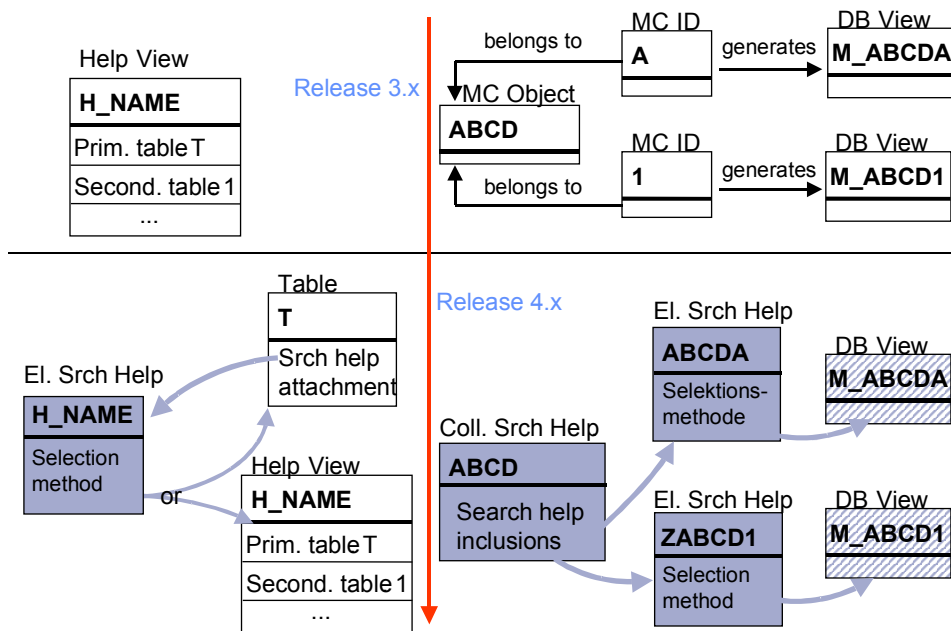 Help View
H_NAME
Prim. table T
Second. table 1
...
Release 3.x
belongs to
MC ID
A
generates
DB View
M_ABCDA
MC Object
ABCD
belongs to
MC ID
1
generates
DB View
M_ABCD1
Release 4.x
Table
T
Srch help
attachment
El. Srch Help
H_NAME
Selection
method
or
Help View
H_NAME
Prim. table T
Second. table 1
...
Coll. Srch Help
ABCD
Search help
inclusions
El. Srch Help
ABCDA
Selektions-
methode
DB View
M_ABCDA
El. Srch Help
ZABCD1
Selection
method
DB View
M_ABCD1